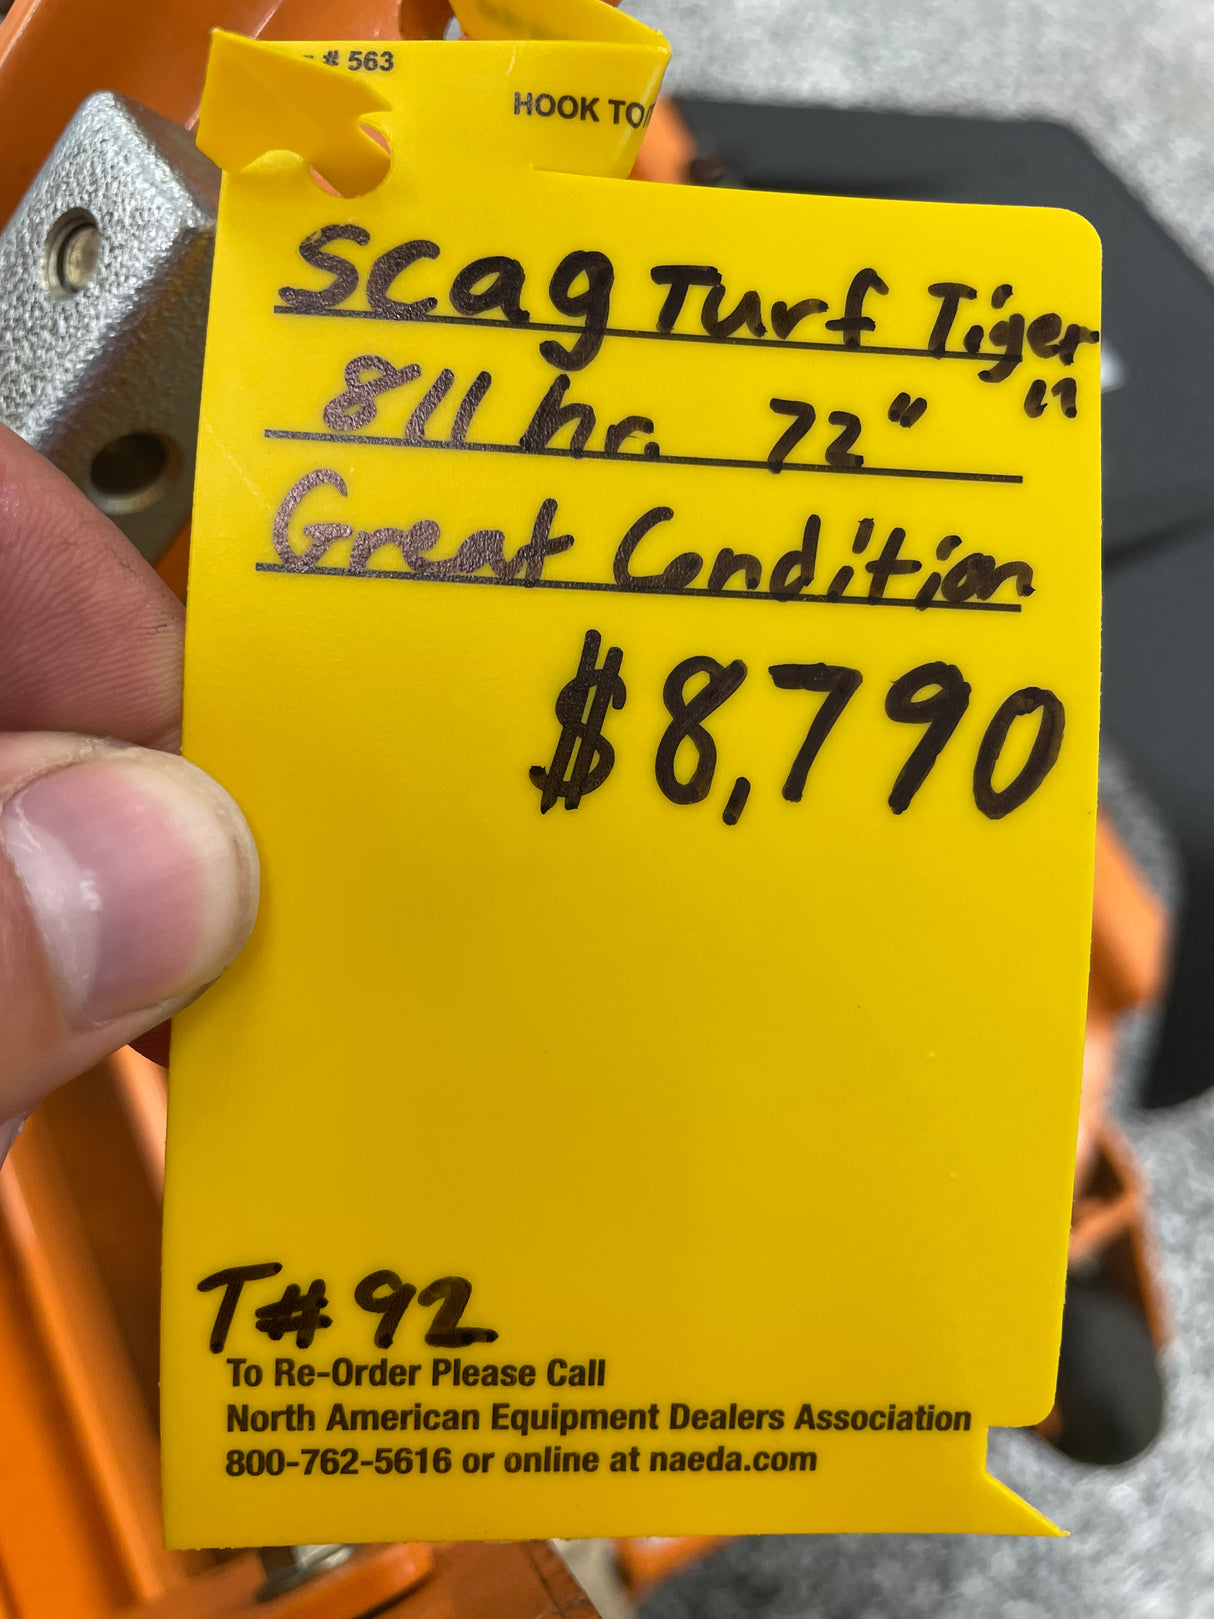 # 563
HOOK TO
Scag Turf Tiger
811 hr. 72" "
Great Condition
$8,790
T# 92
To Re-Order Please Call
North American Equipment Dealers Association
800-762-5616 or online at naeda.com